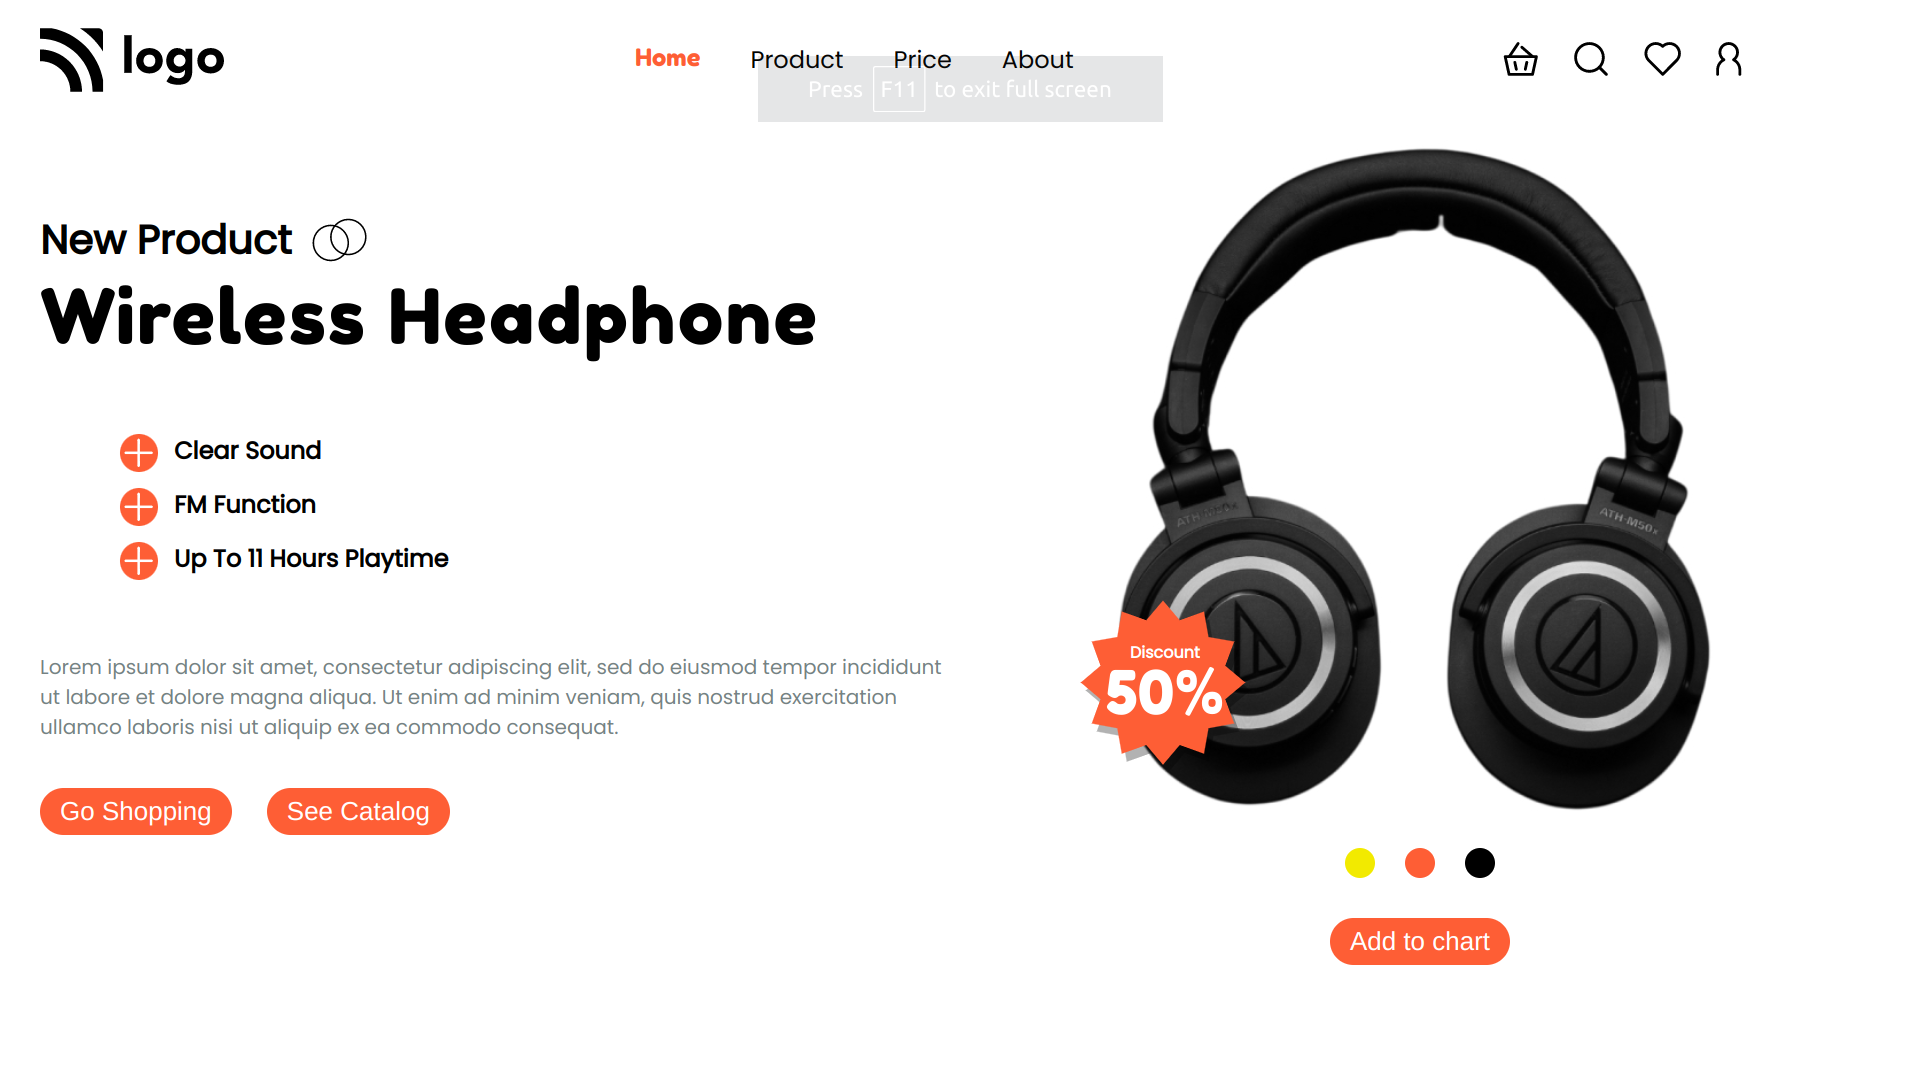 logo
Home Product Price About
Press F11 to exit full screen
New Product
Wireless Headphone
Clear Sound
FM Function
Up To 11 Hours Playtime
Lorem ipsum dolor sit amet, consectetur adipiscing elit, sed do eiusmod tempor incididunt
ut labore et dolore magna aliqua. Ut enim ad minim veniam, quis nostrud exercitation
ullamco laboris nisi ut aliquip ex ea commodo consequat.
Go Shopping See Catalog
ATH-M50x
ATH-M50x
Discount
50%
Add to chart